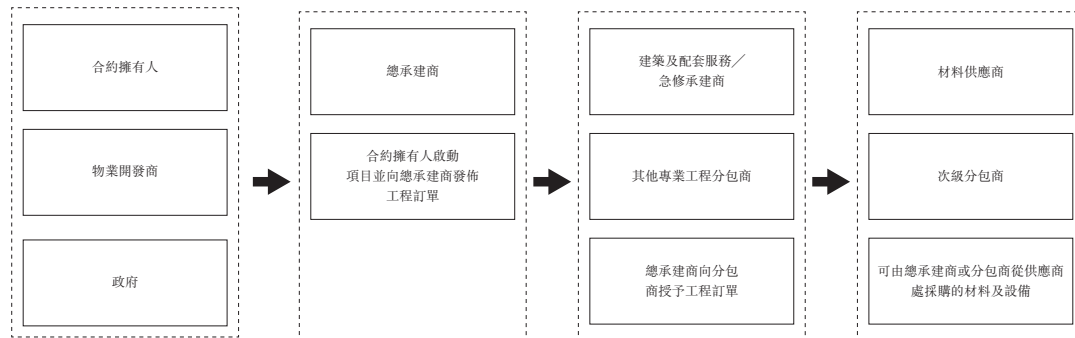 合約擁有人
物業開發商
政府
總承建商
合約擁有人啟動
項目並向總承建商發佈
工程訂單
建築及配套服務╱
急修承建商
其他專業工程分包商
總承建商向分包
商授予工程訂單
材料供應商
次級分包商
可由總承建商或分包商從供應商
處採購的材料及設備